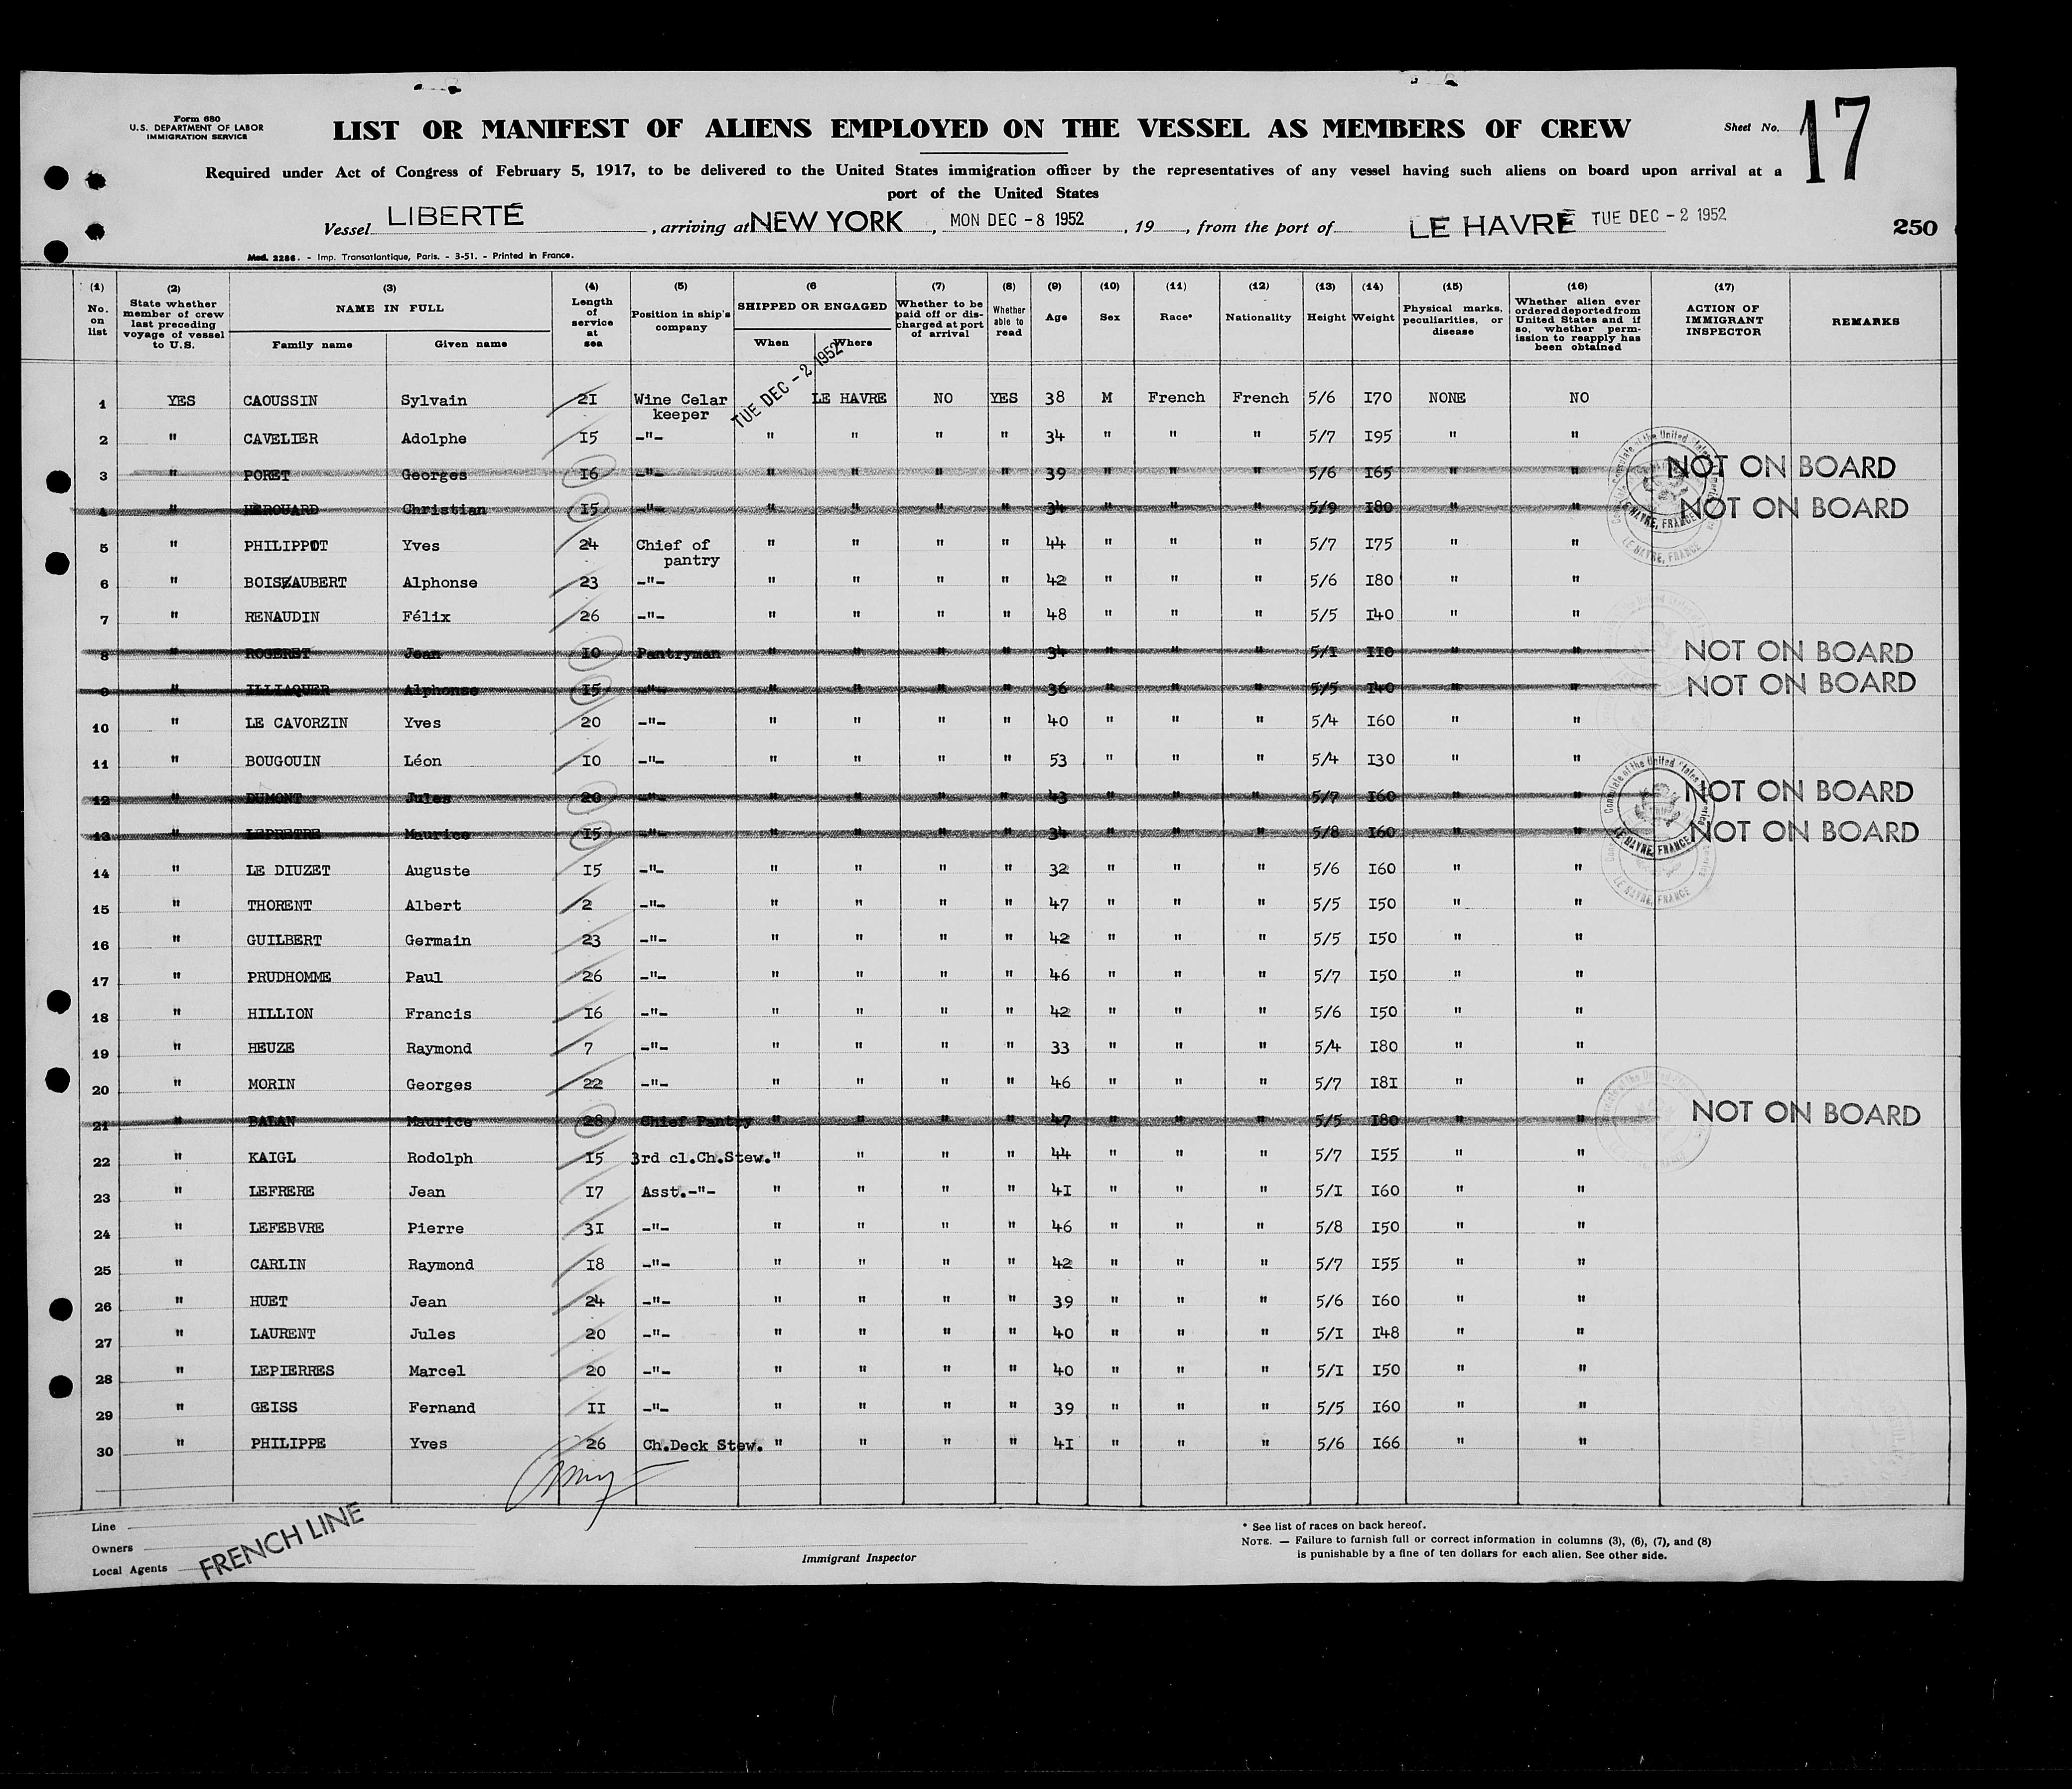 Form 680
U.S. DEPARTMENT OF LABOR
IMMIGRATION SERVICE
LIST OR MANIFEST OF ALIENS EMPLOYED ON THE VESSEL AS MEMBERS OF CREW
Sheet No. 17
Required under Act of Congress of February 5, 1917, to be delivered to the United States immigration officer by the representatives of any vessel having such aliens on board upon arrival at a
port of the United States
Vessel LIBERTÉ, arriving at NEW YORK, MON DEC -8 1952, 19, from the port of LE HAVRE TUE DEC -2 1952 250
Mod. 2286. - Imp. Transatlantique, Paris. - 3-51. - Printed in France.
(1) No. on list (2) State whether member of crew last preceding voyage of vessel to U.S. (3) NAME IN FULL Family name Given name (4) Length of service at sea (5) Position in ship's company (6 SHIPPED OR ENGAGED When Where (7) Whether to be paid off or discharged at port of arrival (8) Whether able to read (9) Age (10) Sex (11) Race* (12) Nationality (13) Height (14) Weight (15) Physical marks, peculiarities, or disease (16) Whether alien ever ordered deported from United States and if so, whether permission to reapply has been obtained (17) ACTION OF IMMIGRANT INSPECTOR REMARKS
TUE DEC -2 1952
1 YES CAOUSSIN Sylvain 21 Wine Celar keeper LE HAVRE NO YES 38 M French French 5/6 170 NONE NO
2 " CAVELIER Adolphe 15 -"- " " " " 34 " " " 5/7 195 " "
3 " PORET Georges 16 -"- " " " " 39 " " " 5/6 165 " " NOT ON BOARD
4 " HEROUARD Christian 15 -"- " " " " 34 " " " 5/9 180 " " NOT ON BOARD
5 " PHILIPPOT Yves 24 Chief of pantry " " " " 44 " " " 5/7 175 " "
6 " BOISZAUBERT Alphonse 23 -"- " " " " 42 " " " 5/6 180 " "
7 " RENAUDIN Félix 26 -"- " " " " 48 " " " 5/5 140 " "
8 " ROGERET Jean 10 Pantryman " " " " 34 " " " 5/1 110 " " NOT ON BOARD
9 " ILLIAQUER Alphonse 15 -"- " " " " 36 " " " 5/5 140 " " NOT ON BOARD
10 " LE CAVORZIN Yves 20 -"- " " " " 40 " " " 5/4 160 " "
11 " BOUGOUIN Léon 10 -"- " " " " 53 " " " 5/4 130 " "
12 " DUMONT Jules 20 -"- " " " " 43 " " " 5/7 160 " " NOT ON BOARD
13 " LEPRETRE Maurice 15 -"- " " " " 34 " " " 5/8 160 " " NOT ON BOARD
14 " LE DIUZET Auguste 15 -"- " " " " 32 " " " 5/6 160 " "
15 " THORENT Albert 2 -"- " " " " 47 " " " 5/5 150 " "
16 " GUILBERT Germain 23 -"- " " " " 42 " " " 5/5 150 " "
17 " PRUDHOMME Paul 26 -"- " " " " 46 " " " 5/7 150 " "
18 " HILLION Francis 16 -"- " " " " 42 " " " 5/6 150 " "
19 " HEUZE Raymond 7 -"- " " " " 33 " " " 5/4 180 " "
20 " MORIN Georges 22 -"- " " " " 46 " " " 5/7 181 " "
21 " BALAN Maurice 28 Chief Pantry " " " " 47 " " " 5/5 180 " " NOT ON BOARD
22 " KAIGL Rodolph 15 3rd cl.Ch.Stew. " " " " 44 " " " 5/7 155 " "
23 " LEFRERE Jean 17 Asst.-"- " " " " 41 " " " 5/1 160 " "
24 " LEFEBVRE Pierre 31 -"- " " " " 46 " " " 5/8 150 " "
25 " CARLIN Raymond 18 -"- " " " " 42 " " " 5/7 155 " "
26 " HUET Jean 24 -"- " " " " 39 " " " 5/6 160 " "
27 " LAURENT Jules 20 -"- " " " " 40 " " " 5/1 148 " "
28 " LEPIERRES Marcel 20 -"- " " " " 40 " " " 5/1 150 " "
29 " GEISS Fernand 11 -"- " " " " 39 " " " 5/5 160 " "
30 " PHILIPPE Yves 26 Ch.Deck Stew. " " " " 41 " " " 5/6 166 " "
Consulate of the United States LE HAVRE, FRANCE
Line
Owners
Local Agents
FRENCH LINE
Immigrant Inspector
* See list of races on back hereof.
NOTE. — Failure to furnish full or correct information in columns (3), (6), (7), and (8)
is punishable by a fine of ten dollars for each alien. See other side.